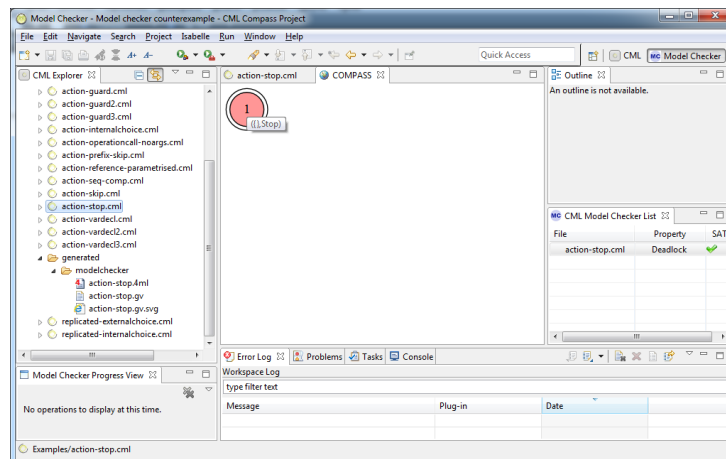 Model Checker - Model checker counterexample - CML Compass Project
File Edit Navigate Search Project Isabelle Run Window Help
A+ A- Quick Access CML MC Model Checker
CML Explorer
action-guard.cml
action-guard2.cml
action-guard3.cml
action-internalchoice.cml
action-operationcall-noargs.cml
action-prefix-skip.cml
action-reference-parametrised.cml
action-seq-comp.cml
action-skip.cml
action-stop.cml
action-vardecl.cml
action-vardecl2.cml
action-vardecl3.cml
generated
modelchecker
action-stop.4ml
action-stop.gv
action-stop.gv.svg
replicated-externalchoice.cml
replicated-internalchoice.cml
action-stop.cml COMPASS
1
((),Stop)
Outline
An outline is not available.
MC CML Model Checker List
File Property SAT
action-stop.cml Deadlock
Model Checker Progress View
No operations to display at this time.
Error Log Problems Tasks Console
Workspace Log
type filter text
Message Plug-in Date
Examples/action-stop.cml